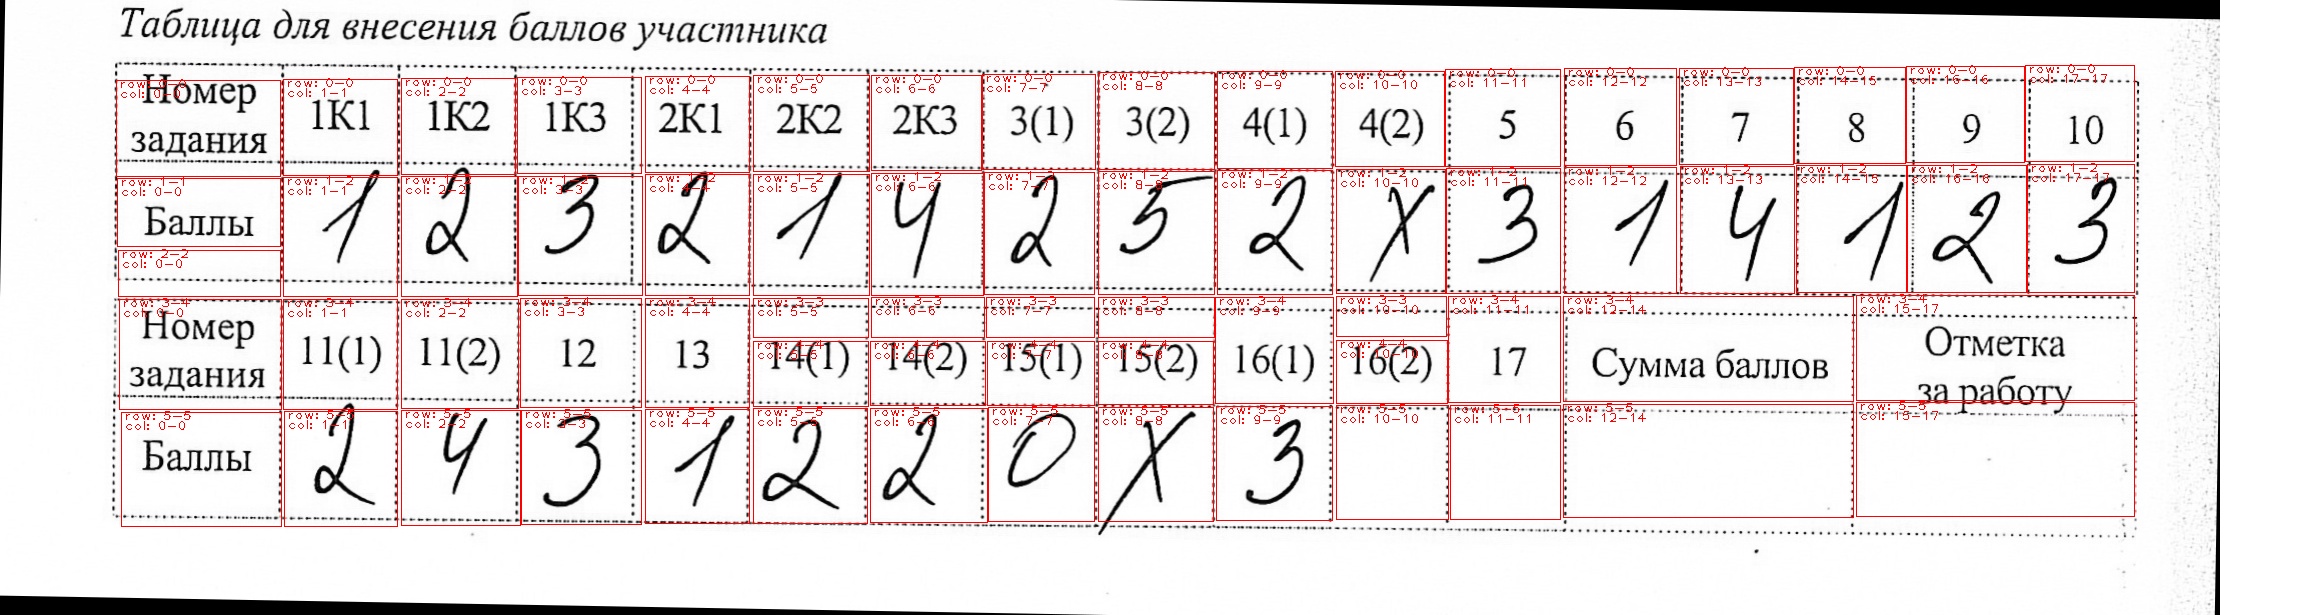 Таблица для внесения баллов участника
Номер задания 1К1 1К2 1К3 2К1 2К2 2К3 3(1) 3(2) 4(1) 4(2) 5 6 7 8 9 10
Баллы 1 2 3 2 1 4 2 5 2 X 3 1 4 1 2 3
Номер задания 11(1) 11(2) 12 13 14(1) 14(2) 15(1) 15(2) 16(1) 16(2) 17 Сумма баллов Отметка за работу
Баллы 2 4 3 1 2 2 0 X 3